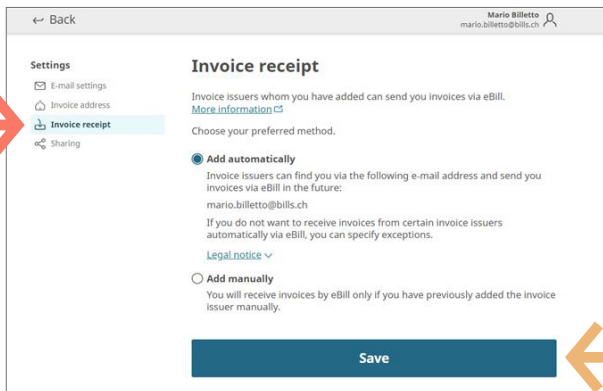 ← Back
Mario Billetto
mario.billetto@bills.ch
Settings
E-mail settings
Invoice address
Invoice receipt
Sharing
Invoice receipt
Invoice issuers whom you have added can send you invoices via eBill.
More information
Choose your preferred method.
Add automatically
Invoice issuers can find you via the following e-mail address and send you
invoices via eBill in the future:
mario.billetto@bills.ch
If you do not want to receive invoices from certain invoice issuers
automatically via eBill, you can specify exceptions.
Legal notice
Add manually
You will receive invoices by eBill only if you have previously added the invoice
issuer manually.
Save